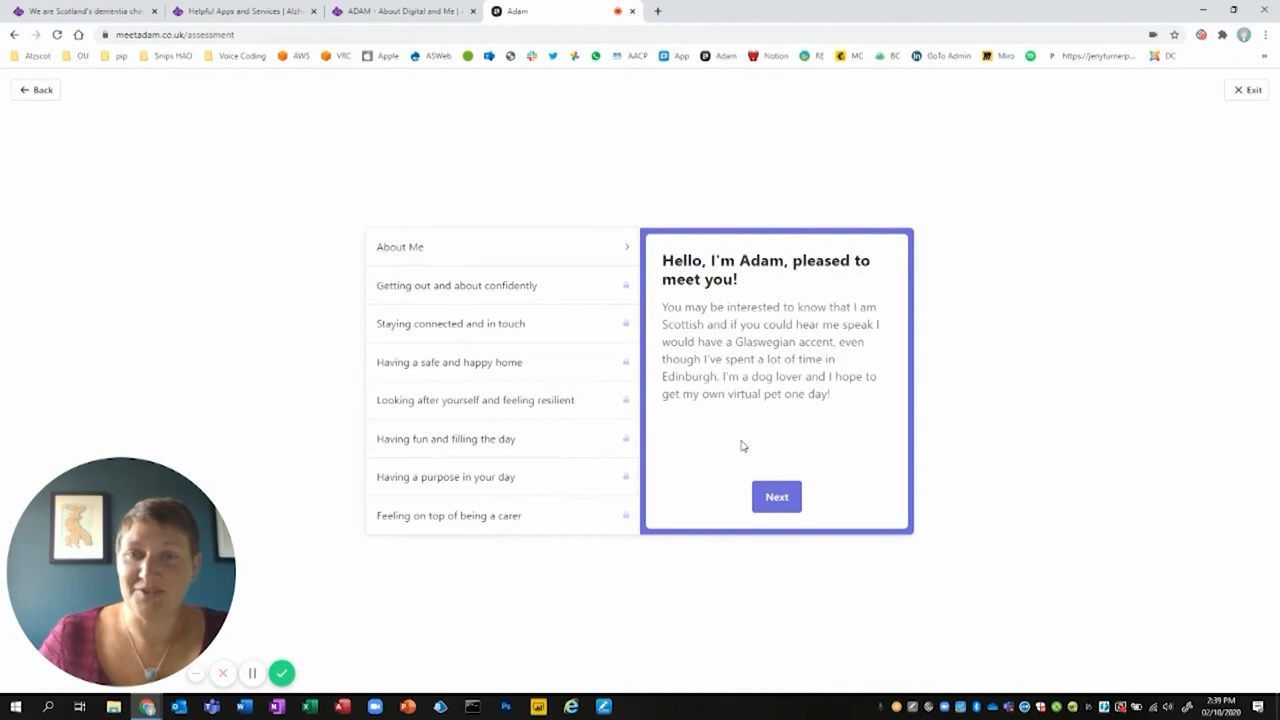 We are Scotland's dementia cha
Helpful Apps and Services | Alzh
ADAM - About Digital and Me |
Adam
meetadam.co.uk/assessment
Alzscot
OU
pip
Snips HAO
Voice Coding
AWS
VRC
Apple
ASWeb
AACP
App
Adam
Notion
RE
MC
BC
GoTo Admin
Miro
https://jenyturnerp...
DC
Back
Exit
About Me
Getting out and about confidently
Staying connected and in touch
Having a safe and happy home
Looking after yourself and feeling resilient
Having fun and filling the day
Having a purpose in your day
Feeling on top of being a carer
Hello, I'm Adam, pleased to
meet you!
You may be interested to know that I am
Scottish and if you could hear me speak I
would have a Glaswegian accent, even
though I've spent a lot of time in
Edinburgh. I'm a dog lover and I hope to
get my own virtual pet one day!
Next
2:39 PM
02/10/2020